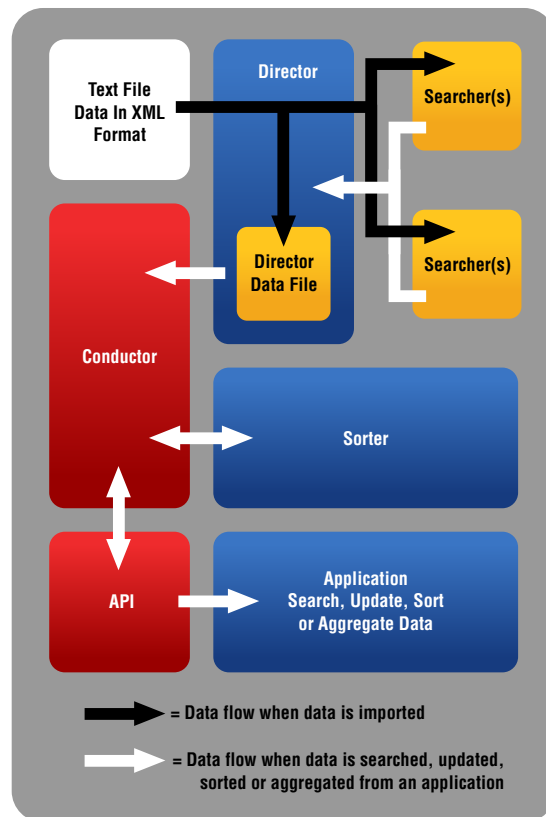 Text File
Data In XML
Format
Director
Searcher(s)
Director
Data File
Searcher(s)
Conductor
Sorter
API
Application
Search, Update, Sort
or Aggregate Data
= Data flow when data is imported
= Data flow when data is searched, updated,
sorted or aggregated from an application